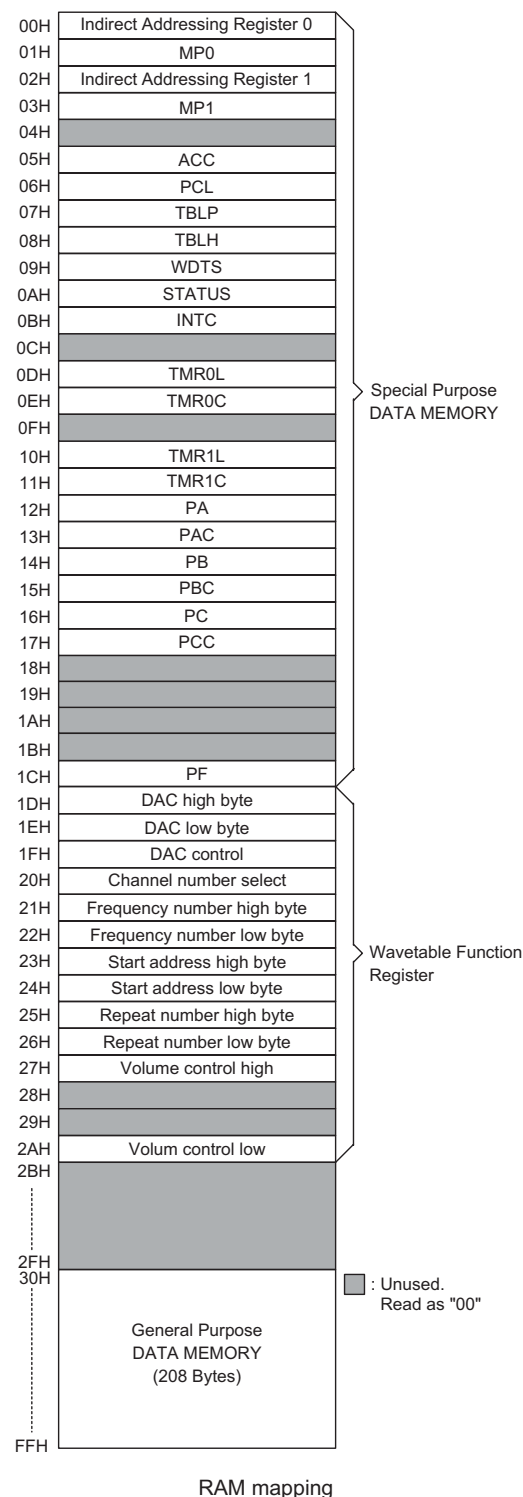 00H Indirect Addressing Register 0
01H MP0
02H Indirect Addressing Register 1
03H MP1
04H
05H ACC
06H PCL
07H TBLP
08H TBLH
09H WDTS
0AH STATUS
0BH INTC
0CH
0DH TMR0L
0EH TMR0C
0FH
10H TMR1L
11H TMR1C
12H PA
13H PAC
14H PB
15H PBC
16H PC
17H PCC
18H
19H
1AH
1BH
1CH PF
Special Purpose
DATA MEMORY
1DH DAC high byte
1EH DAC low byte
1FH DAC control
20H Channel number select
21H Frequency number high byte
22H Frequency number low byte
23H Start address high byte
24H Start address low byte
25H Repeat number high byte
26H Repeat number low byte
27H Volume control high
28H
29H
2AH Volum control low
Wavetable Function
Register
2BH
2FH
30H
: Unused.
Read as "00"
General Purpose
DATA MEMORY
(208 Bytes)
FFH
RAM mapping